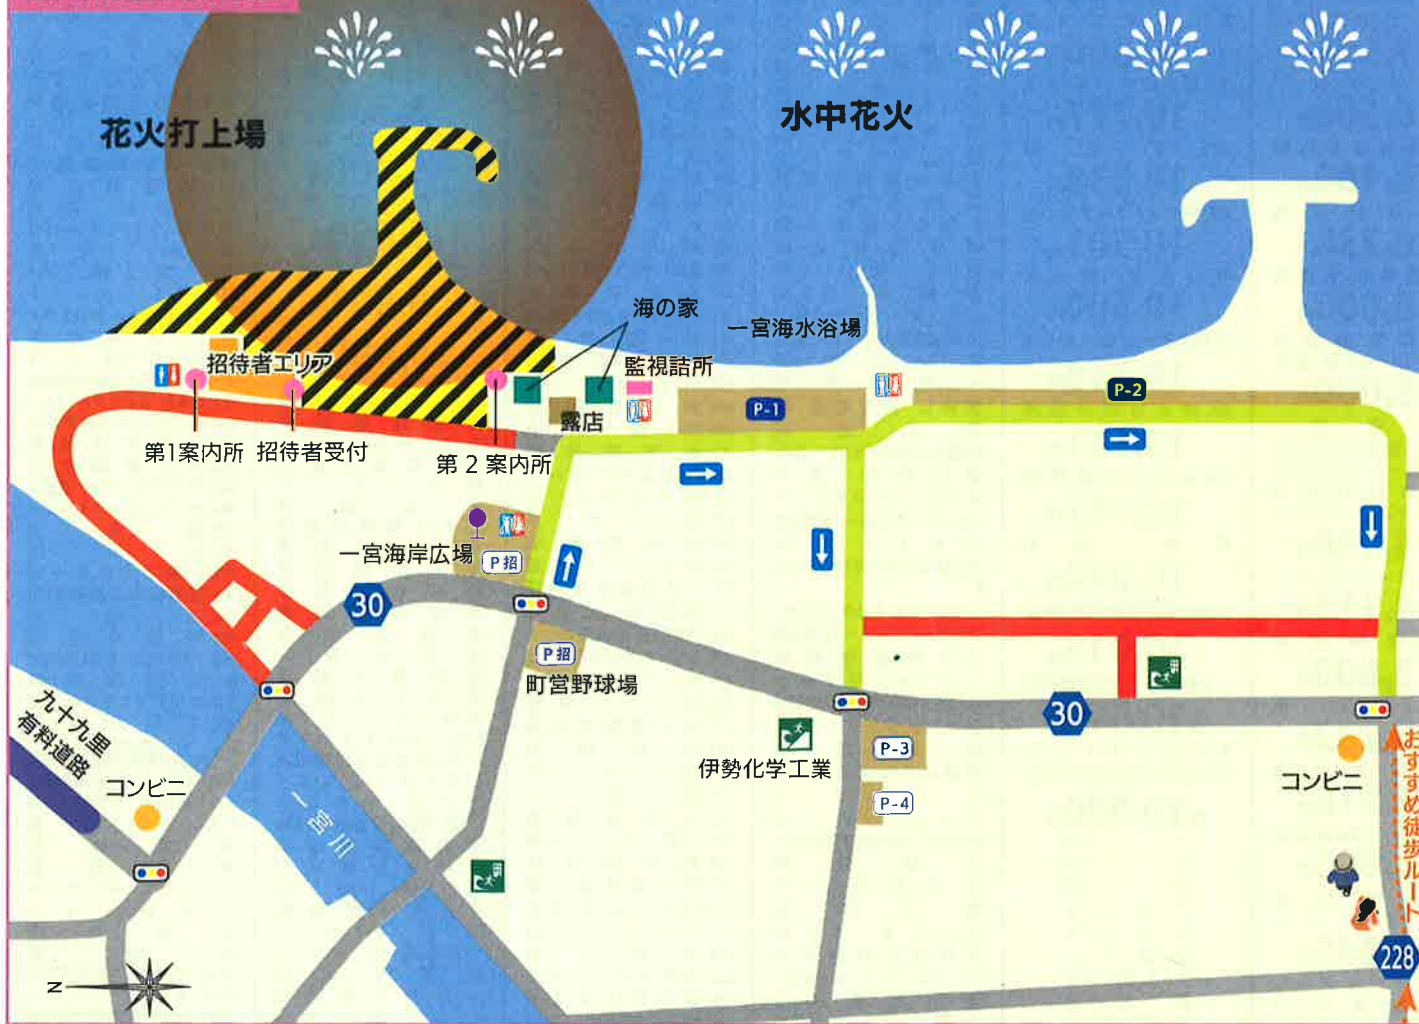 花火打上場
水中花火
海の家
一宮海水浴場
招待者エリア
監視詰所
P-1
P-2
露店
第1案内所
招待者受付
第2案内所
一宮海岸広場
P招
30
P招
町営野球場
30
伊勢化学工業
P-3
P-4
コンビニ
おすすめ徒歩ルート
九十九里
有料道路
コンビニ
一宮川
228
N